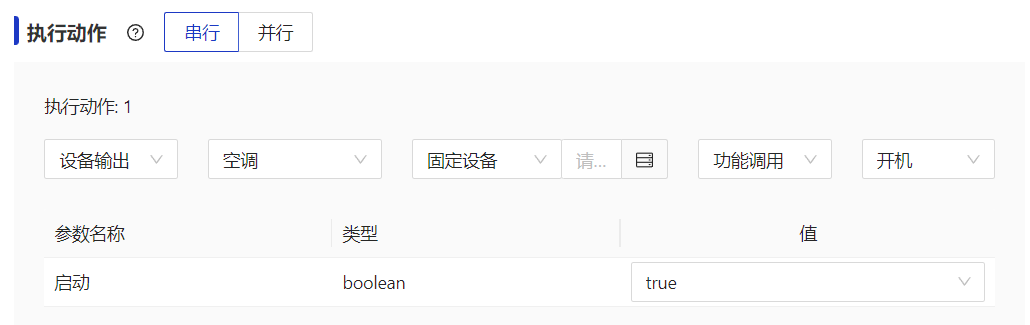 执行动作 串行 并行
执行动作: 1
设备输出 空调 固定设备 请... 功能调用 开机
参数名称 类型 值
启动 boolean true